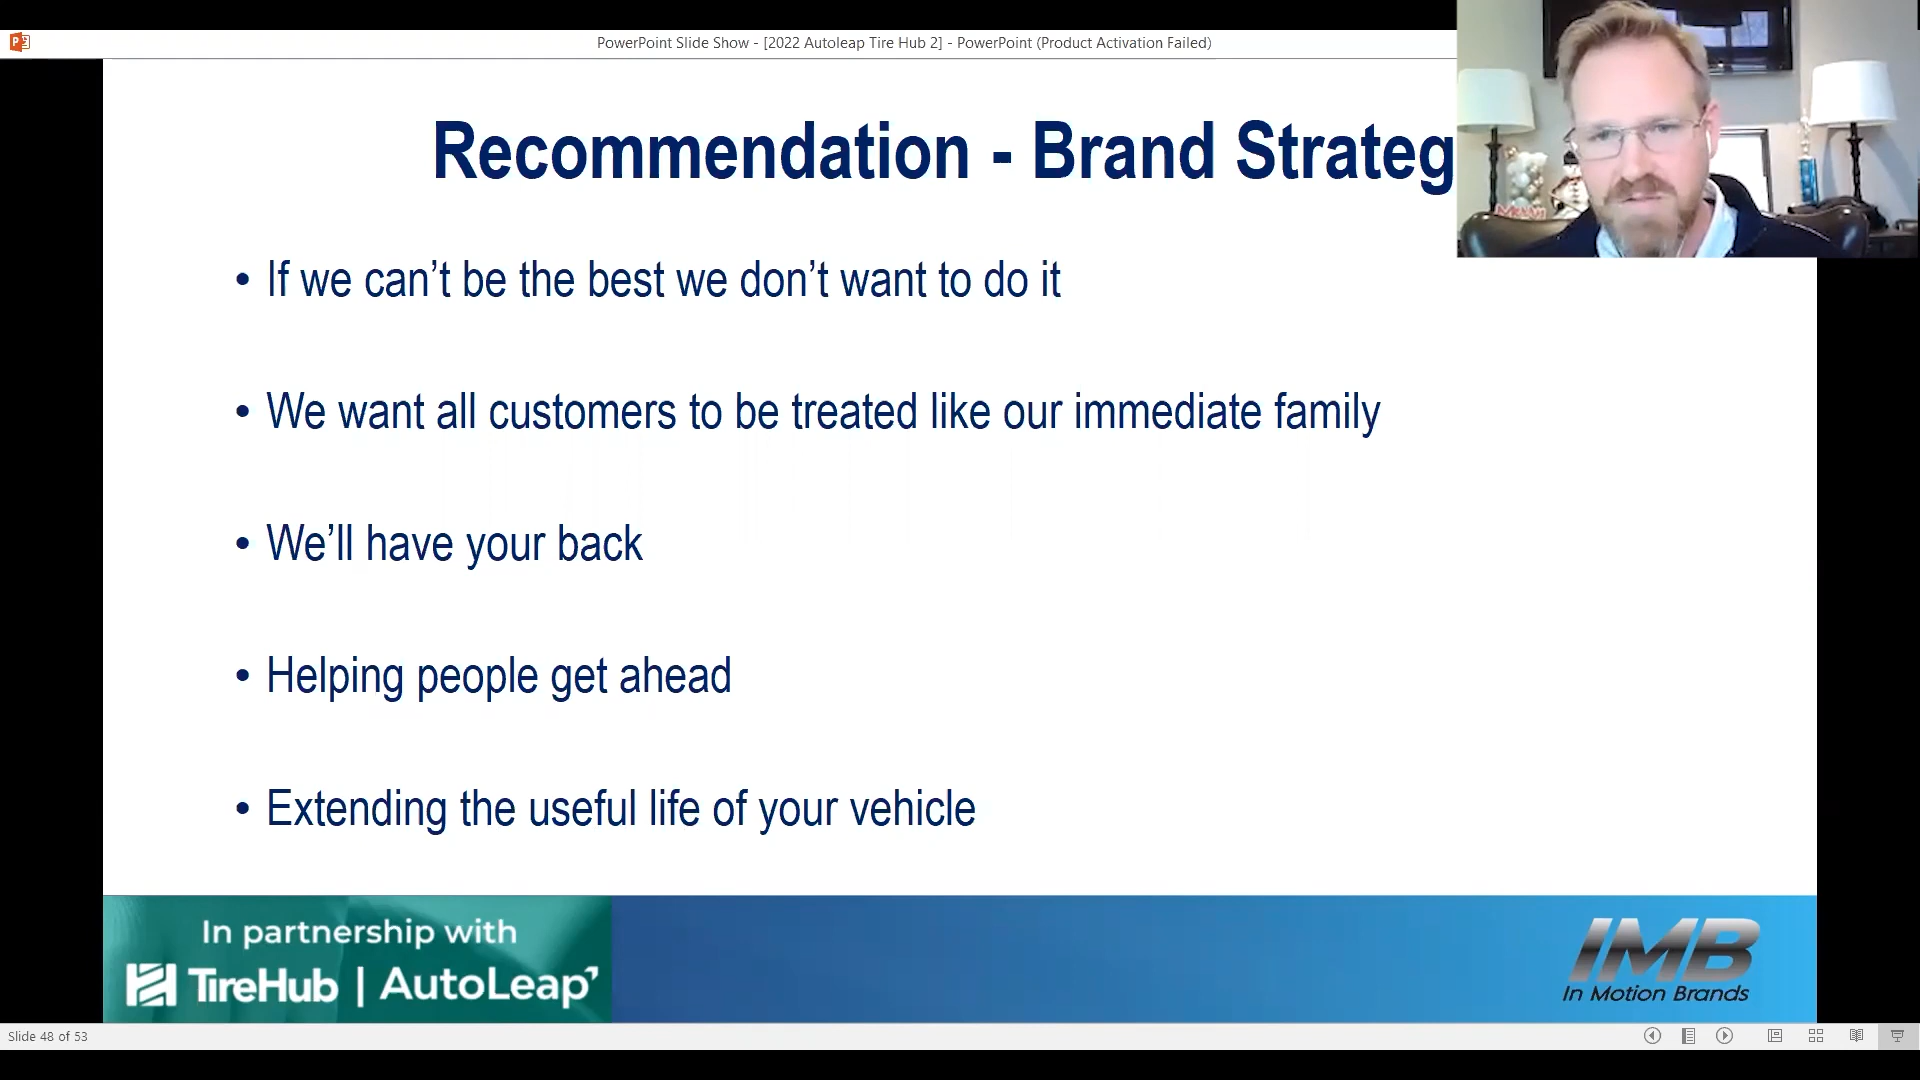 PowerPoint Slide Show - [2022 Autoleap Tire Hub 2] - PowerPoint (Product Activation Failed)
Recommendation - Brand Strateg
• If we can’t be the best we don’t want to do it
• We want all customers to be treated like our immediate family
• We’ll have your back
• Helping people get ahead
• Extending the useful life of your vehicle
In partnership with
TireHub | AutoLeap
IMB
In Motion Brands
Slide 48 of 53